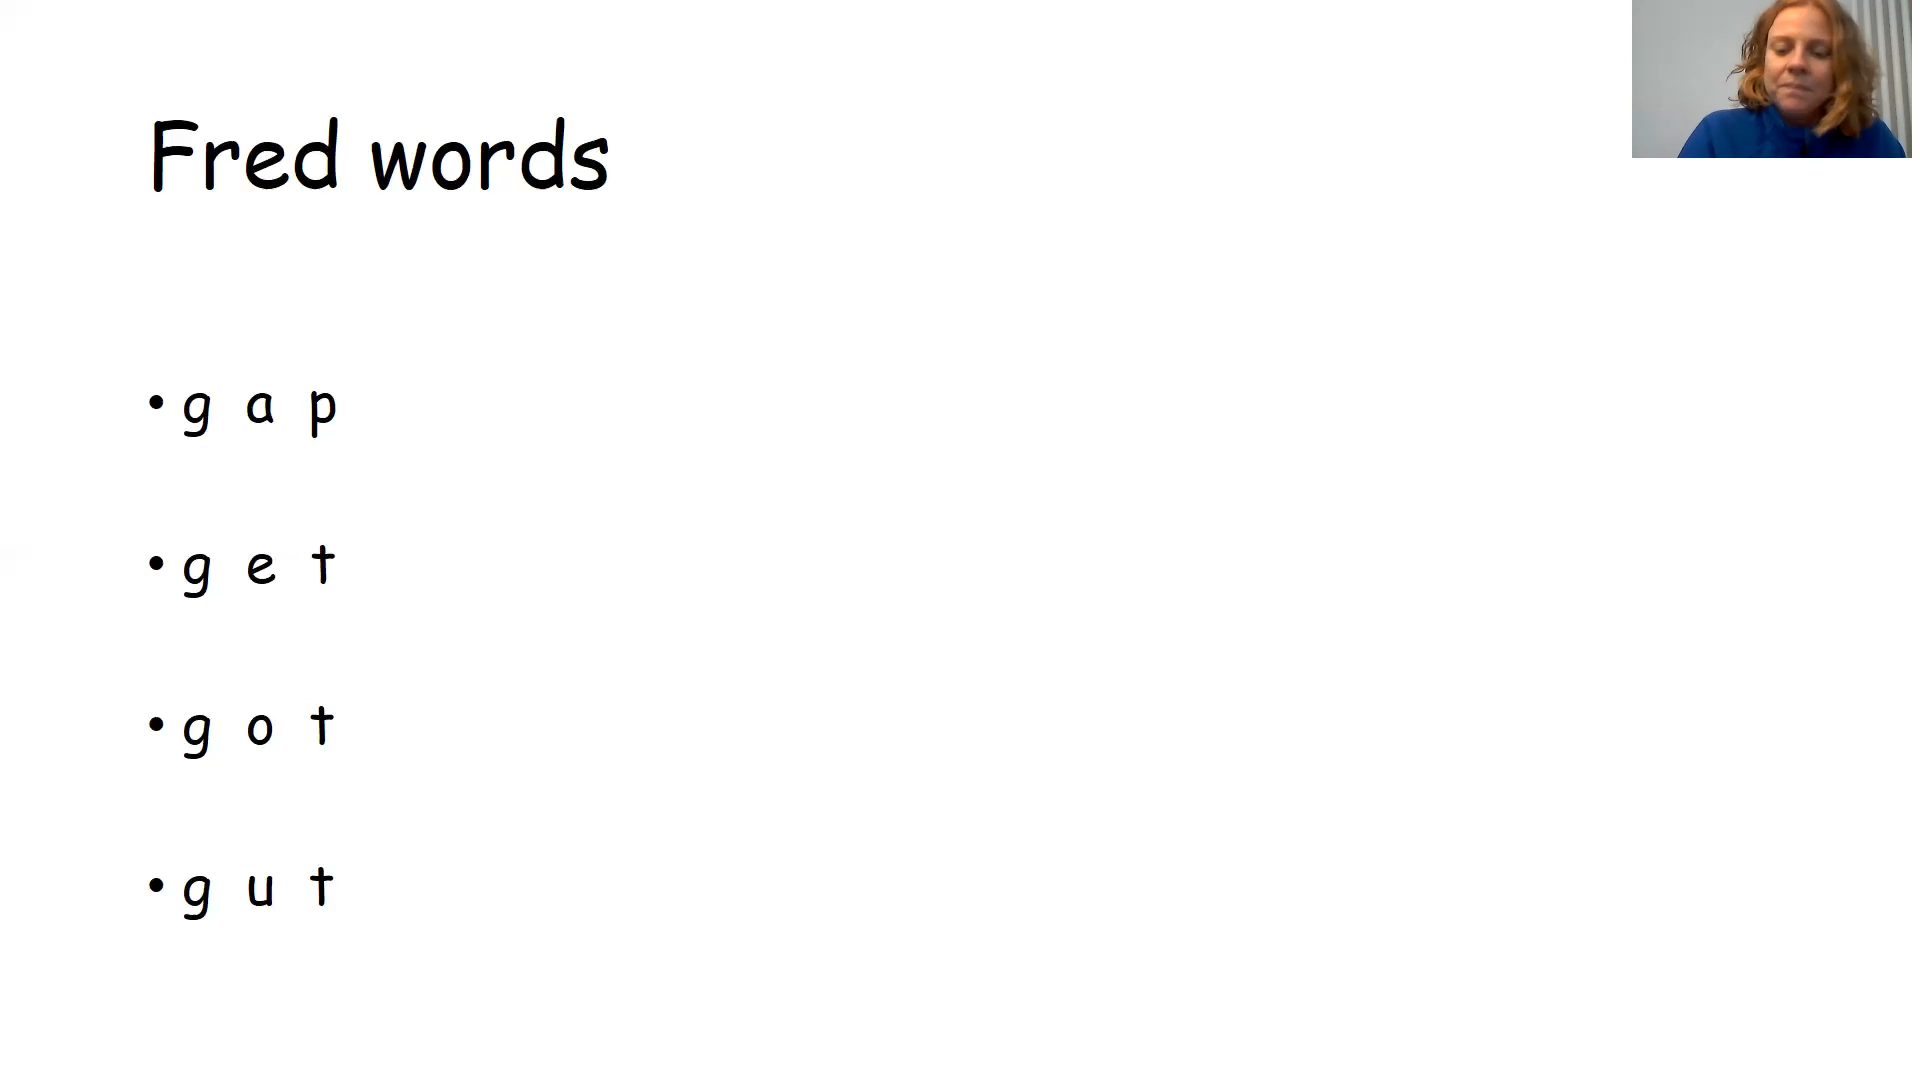 Fred words
• g a p
• g e t
• g o t
• g u t